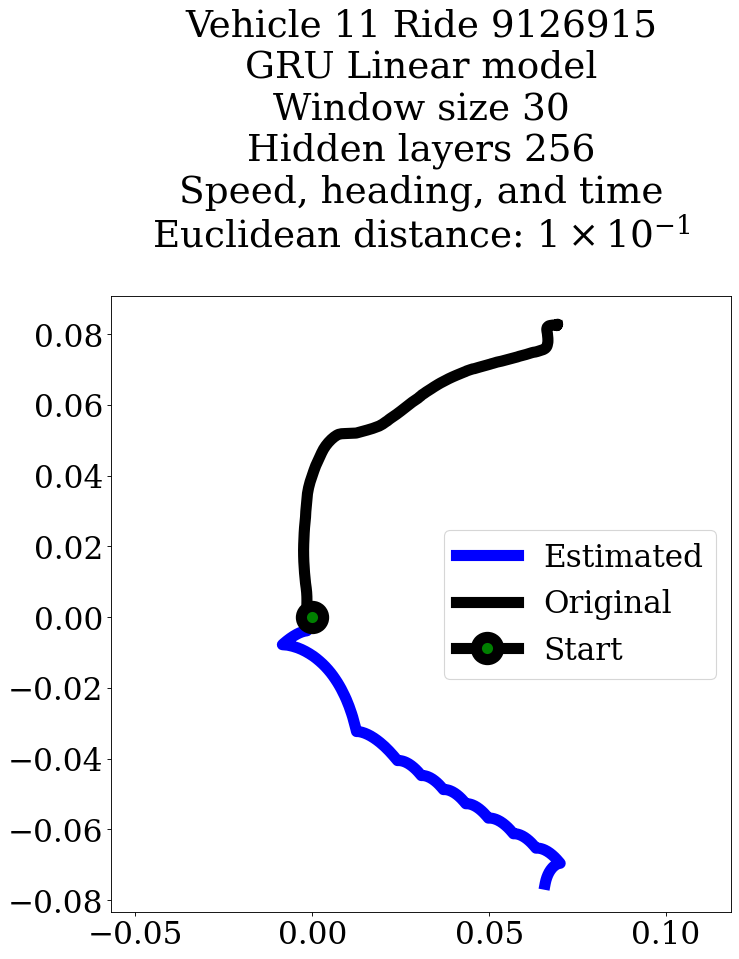 Vehicle 11 Ride 9126915
GRU Linear model
Window size 30
Hidden layers 256
Speed, heading, and time
Euclidean distance: 1 × 10⁻¹
0.08
0.06
0.04
0.02
0.00
−0.02
−0.04
−0.06
−0.08
Estimated
Original
Start
−0.05
0.00
0.05
0.10